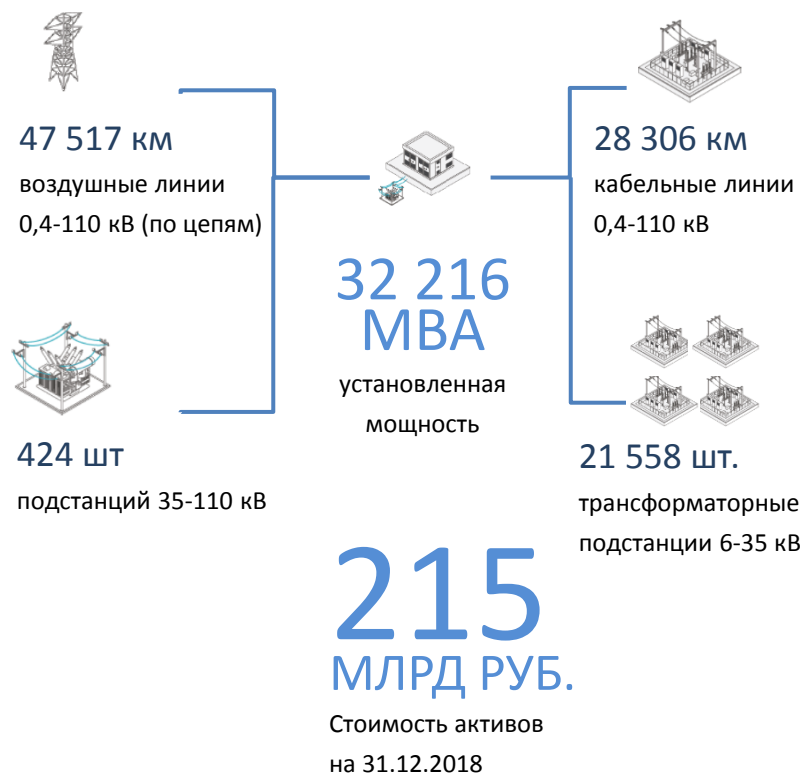 47 517 км
воздушные линии
0,4-110 кВ (по цепям)
28 306 км
кабельные линии
0,4-110 кВ
32 216
МВА
установленная
мощность
424 шт
подстанций 35-110 кВ
21 558 шт.
трансформаторные
подстанции 6-35 кВ
215
МЛРД РУБ.
Стоимость активов
на 31.12.2018